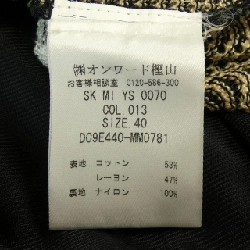 ㈱オンワード樫山
お客様相談室 0120-586-300
SK MI YS 0070
COL 013
SIZE 40
DC9E440-MM0781
表地 コットン 53%
レーヨン 47%
裏地 ナイロン 100%